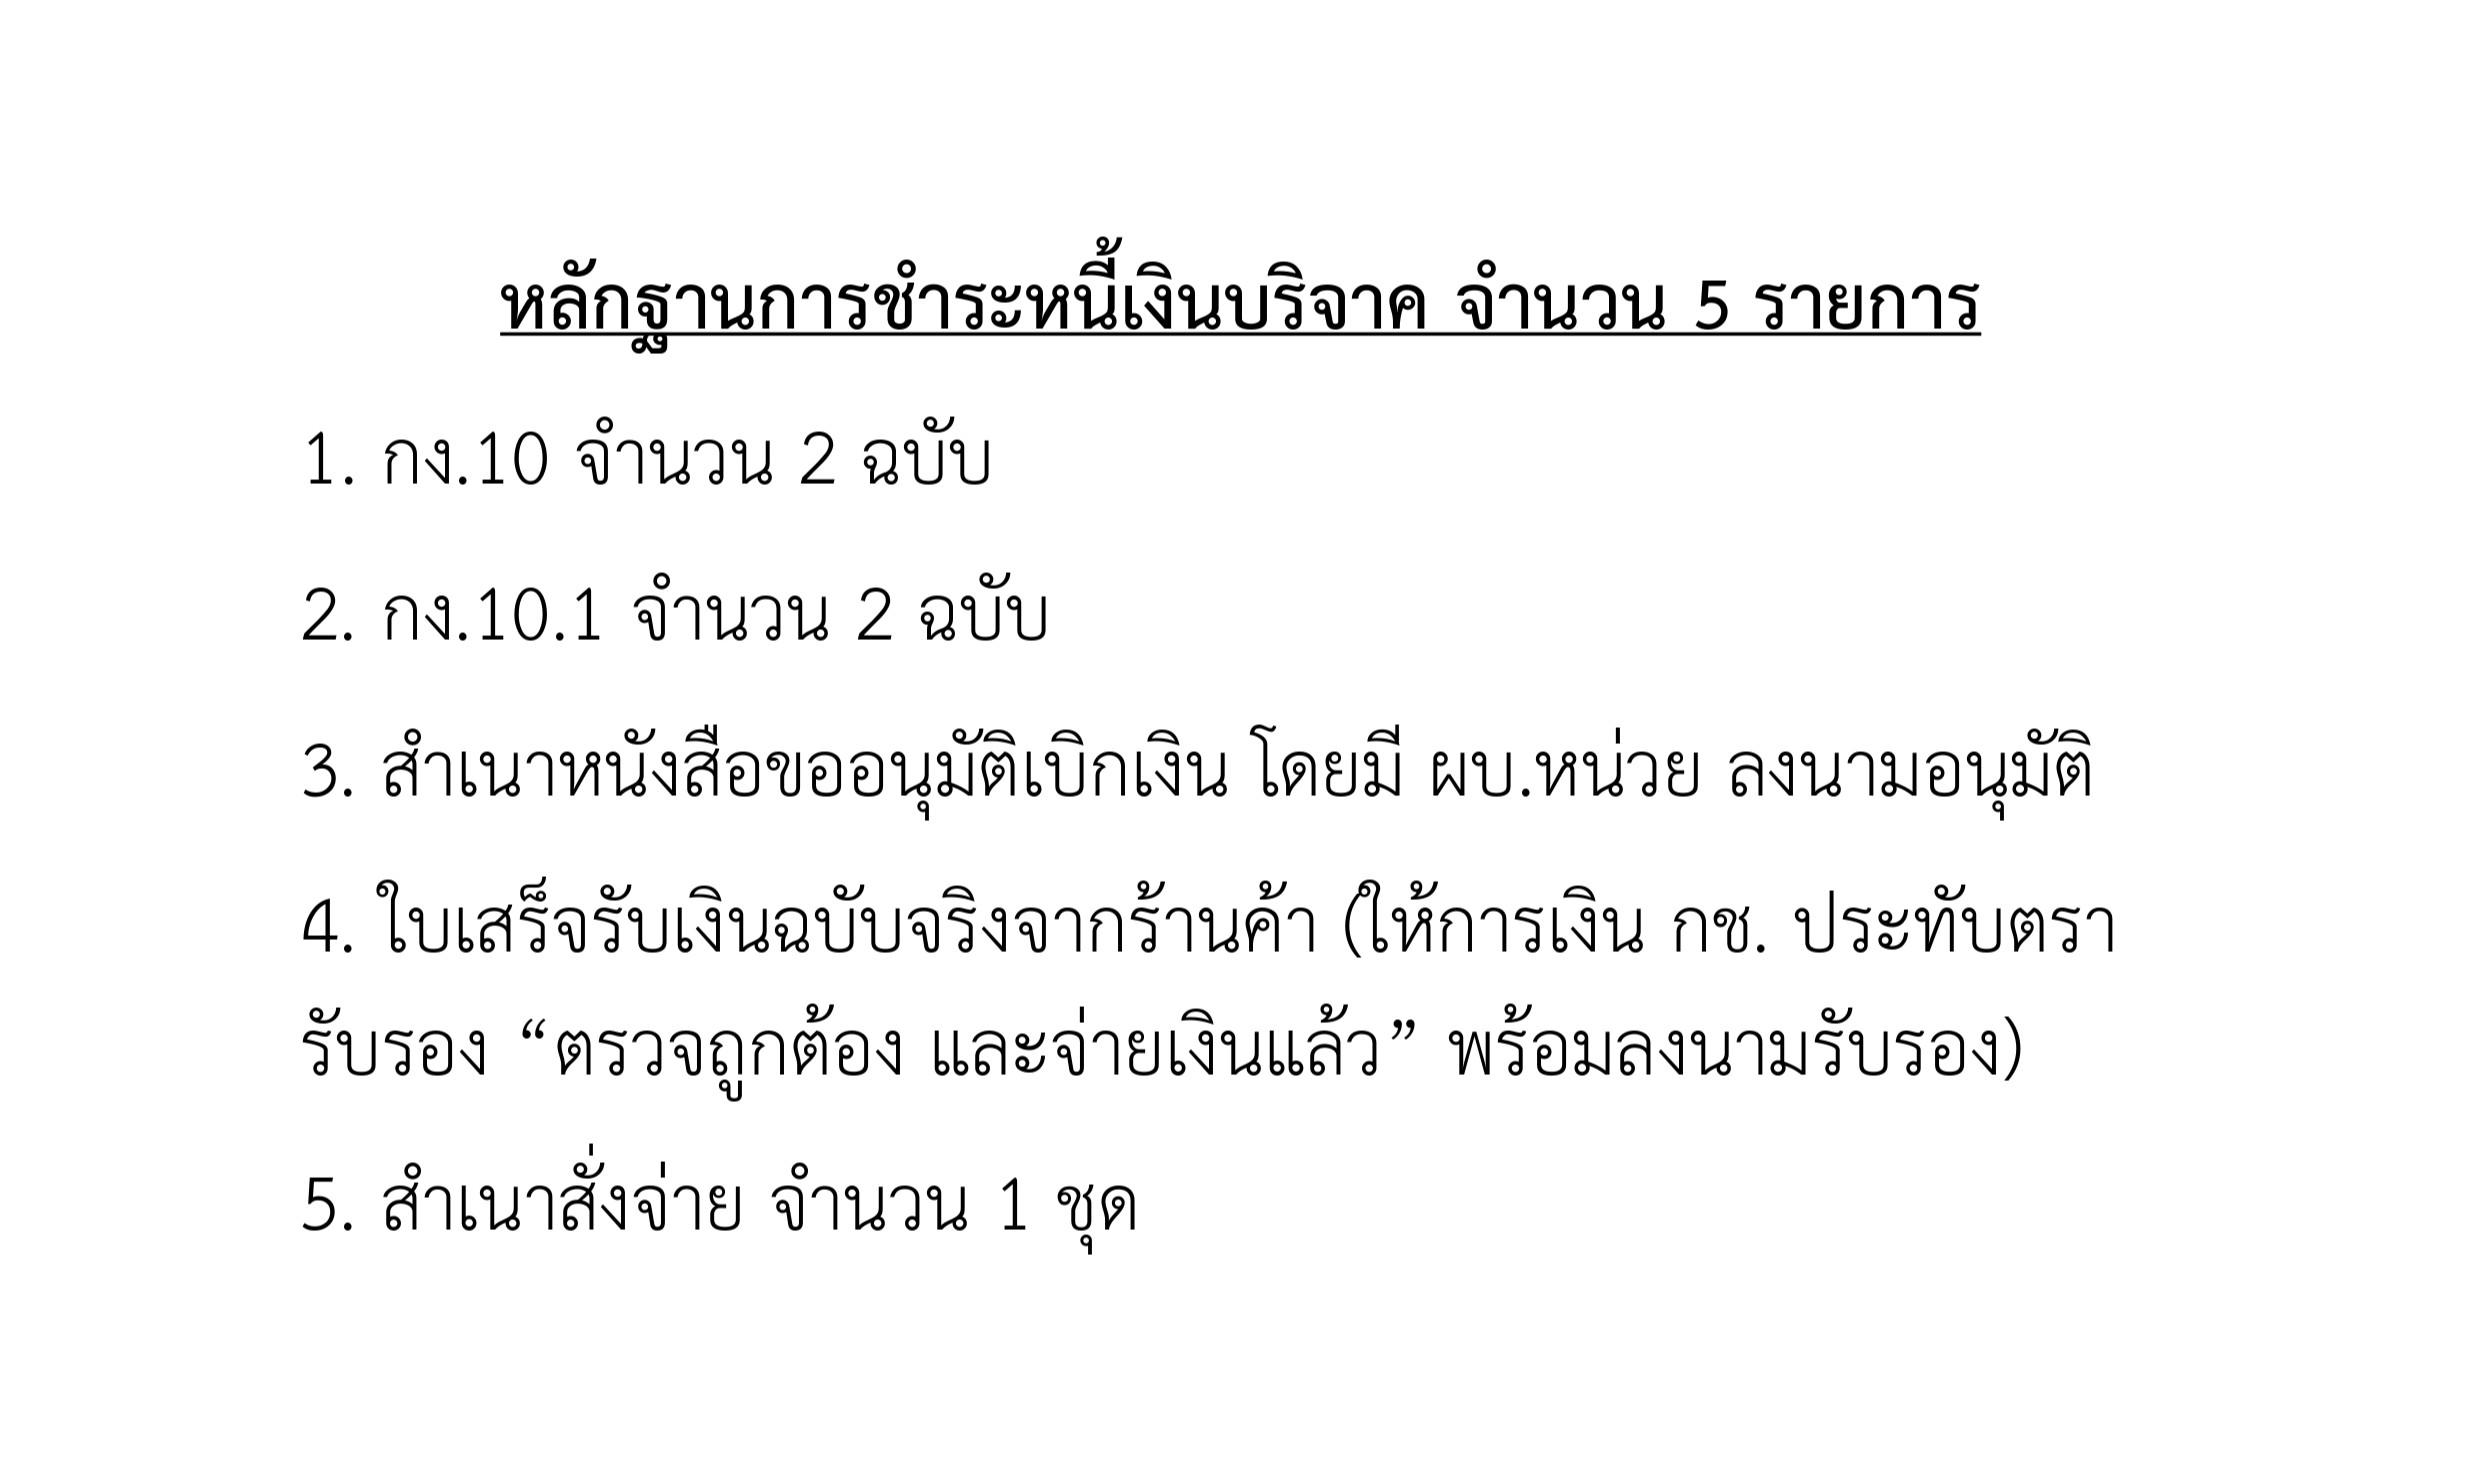 หลักฐานการชำระหนี้เงินบริจาค จำนวน 5 รายการ
1. กง.10 จำนวน 2 ฉบับ
2. กง.10.1 จำนวน 2 ฉบับ
3. สำเนาหนังสือขออนุมัติเบิกเงิน โดยมี ผบ.หน่วย ลงนามอนุมัติ
4. ใบเสร็จรับเงินฉบับจริงจากร้านค้า (ให้การเงิน กช. ประทับตรา
รับรอง “ตรวจถูกต้อง และจ่ายเงินแล้ว” พร้อมลงนามรับรอง)
5. สำเนาสั่งจ่าย จำนวน 1 ชุด